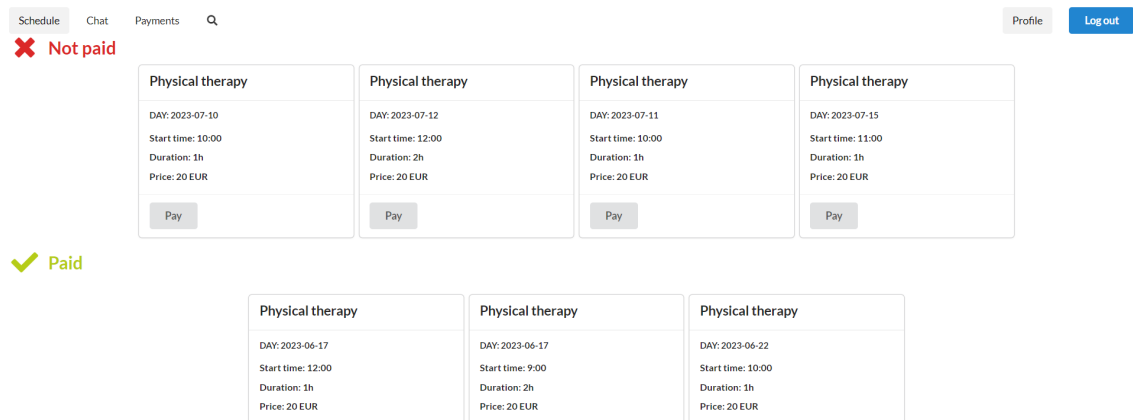 Schedule Chat Payments Profile Log out
Not paid
Physical therapy
DAY: 2023-07-10
Start time: 10:00
Duration: 1h
Price: 20 EUR
Pay
Physical therapy
DAY: 2023-07-12
Start time: 12:00
Duration: 2h
Price: 20 EUR
Pay
Physical therapy
DAY: 2023-07-11
Start time: 10:00
Duration: 1h
Price: 20 EUR
Pay
Physical therapy
DAY: 2023-07-15
Start time: 11:00
Duration: 1h
Price: 20 EUR
Pay
Paid
Physical therapy
DAY: 2023-06-17
Start time: 12:00
Duration: 1h
Price: 20 EUR
Physical therapy
DAY: 2023-06-17
Start time: 9:00
Duration: 2h
Price: 20 EUR
Physical therapy
DAY: 2023-06-22
Start time: 10:00
Duration: 1h
Price: 20 EUR